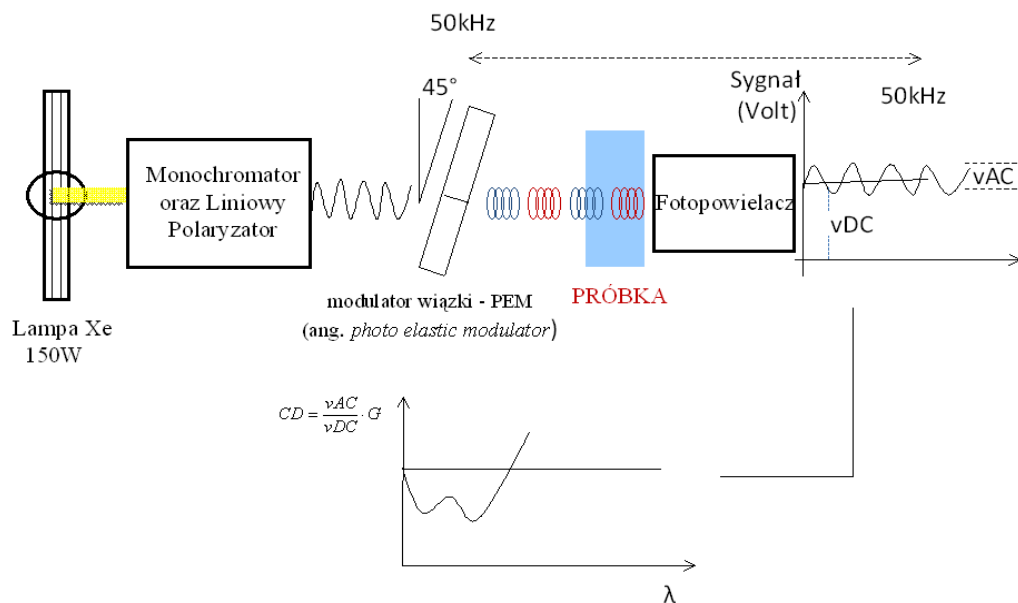 50kHz
45°
Sygnał
(Volt)
50kHz
Monochromator
oraz Liniowy
Polaryzator
Fotopowielacz
vAC
vDC
modulator wiązki - PEM
(ang. photo elastic modulator)
PRÓBKA
Lampa Xe
150W
CD = vAC/vDC · G
λ